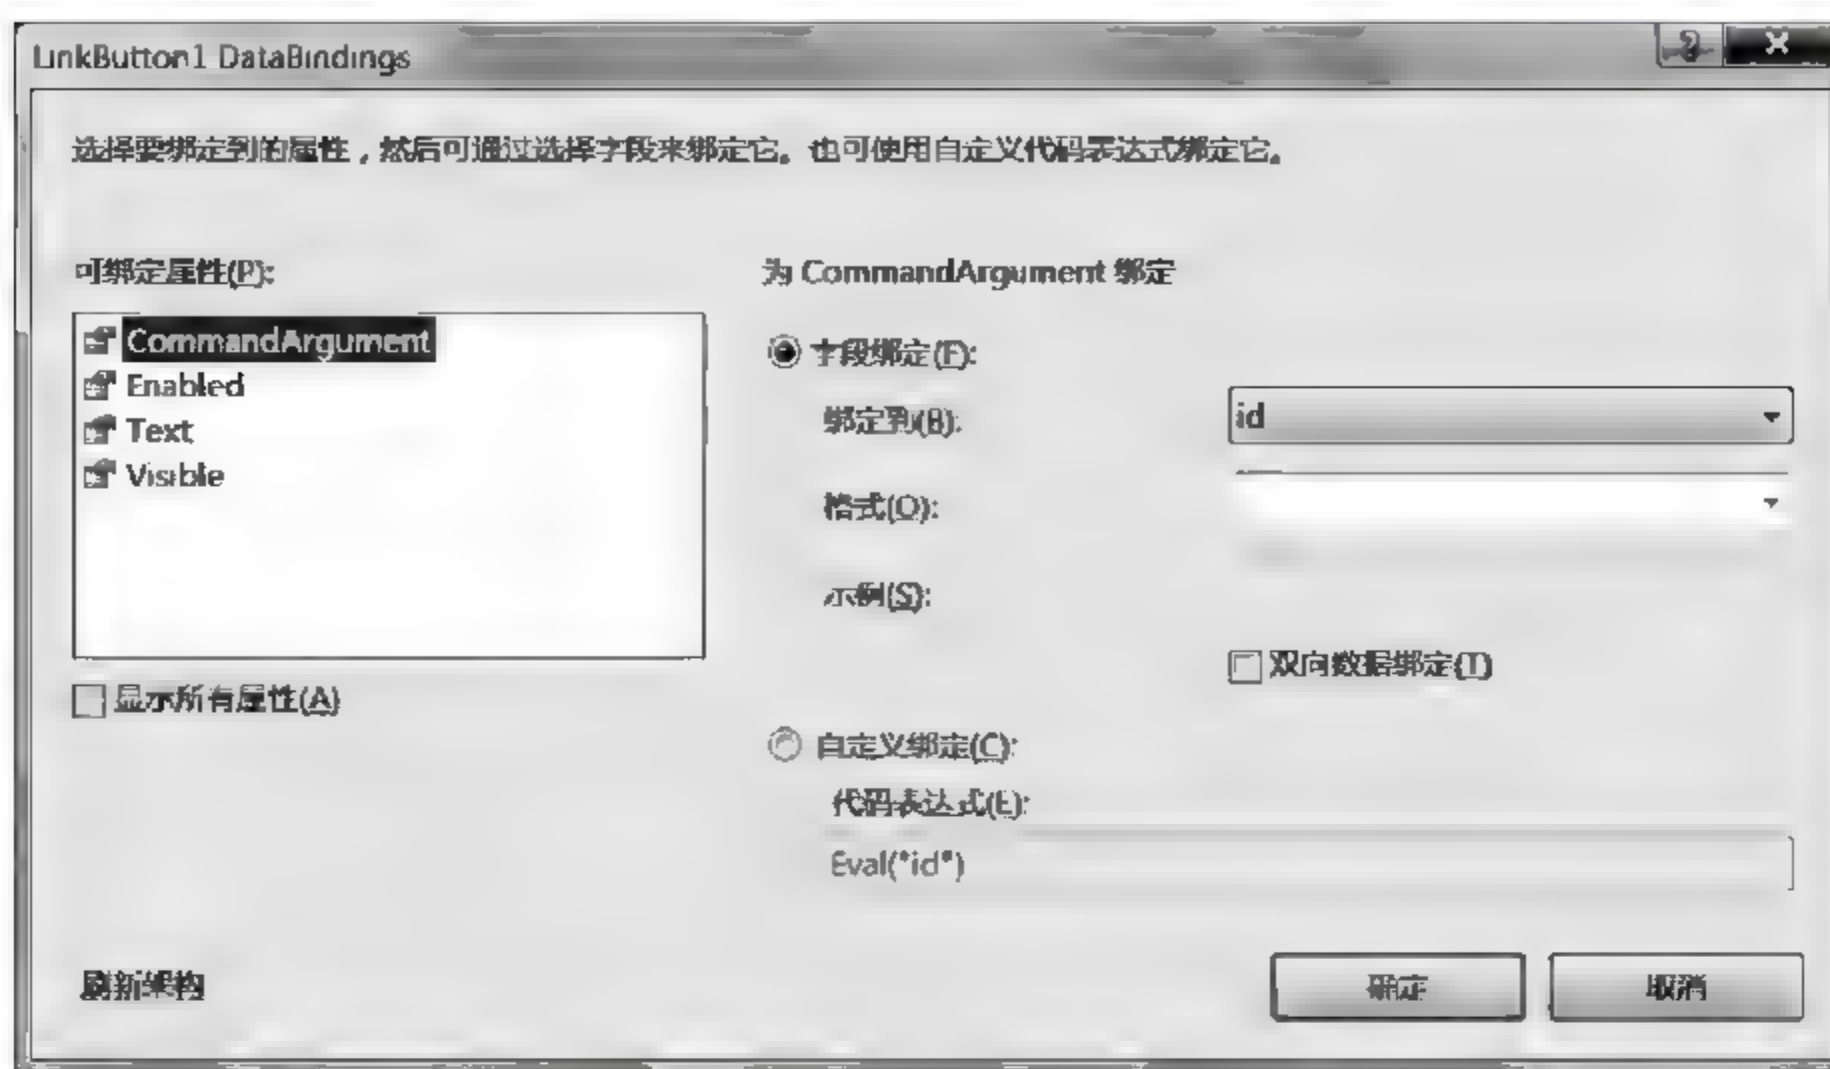 LinkButton1 DataBindings
选择要绑定到的属性，然后可通过选择字段来绑定它。也可使用自定义代码表达式绑定它。
可绑定属性(P):
CommandArgument
Enabled
Text
Visible
显示所有属性(A)
为 CommandArgument 绑定
字段绑定(F):
绑定到(B):
id
格式(O):
示例(S):
双向数据绑定(T)
自定义绑定(C):
代码表达式(E):
Eval("id")
刷新架构
确定
取消